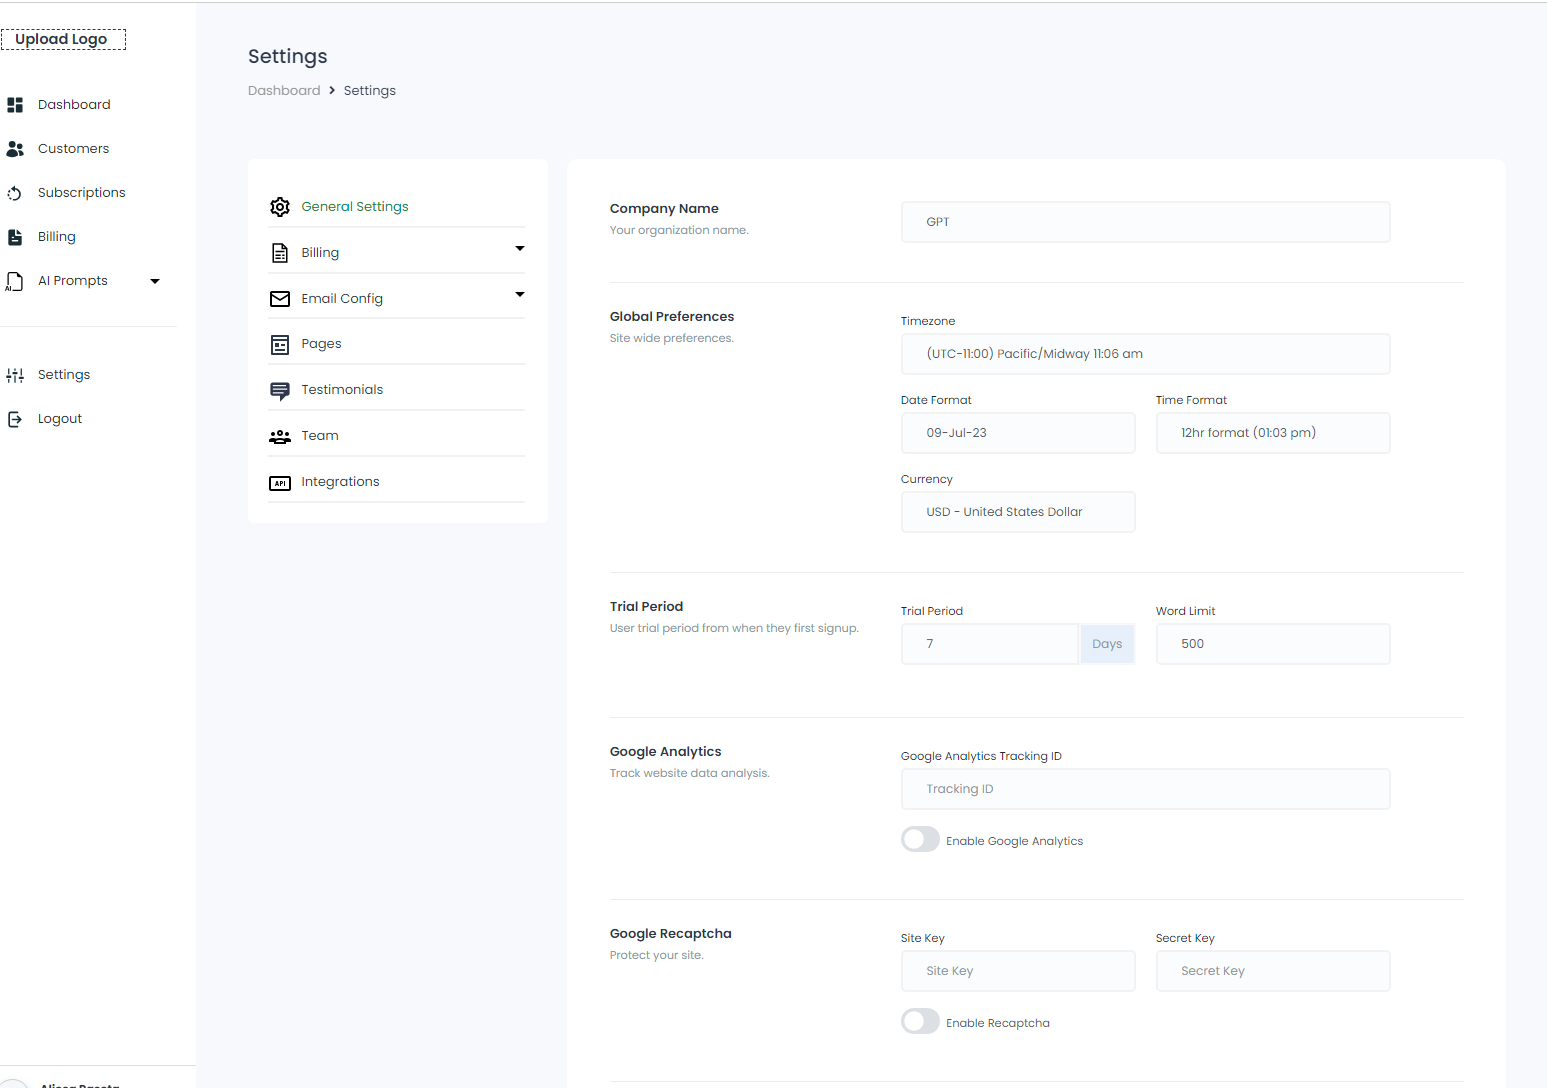 Upload Logo
Dashboard
Customers
Subscriptions
Billing
AI Prompts
Settings
Logout
Settings
Dashboard > Settings
General Settings
Billing
Email Config
Pages
Testimonials
Team
API Integrations
Company Name
Your organization name.
GPT
Global Preferences
Site wide preferences.
Timezone
(UTC-11:00) Pacific/Midway 11:06 am
Date Format Time Format
09-Jul-23 12hr format (01:03 pm)
Currency
USD - United States Dollar
Trial Period
User trial period from when they first signup.
Trial Period Word Limit
7 Days 500
Google Analytics
Track website data analysis.
Google Analytics Tracking ID
Tracking ID
Enable Google Analytics
Google Recaptcha
Protect your site.
Site Key Secret Key
Site Key Secret Key
Enable Recaptcha